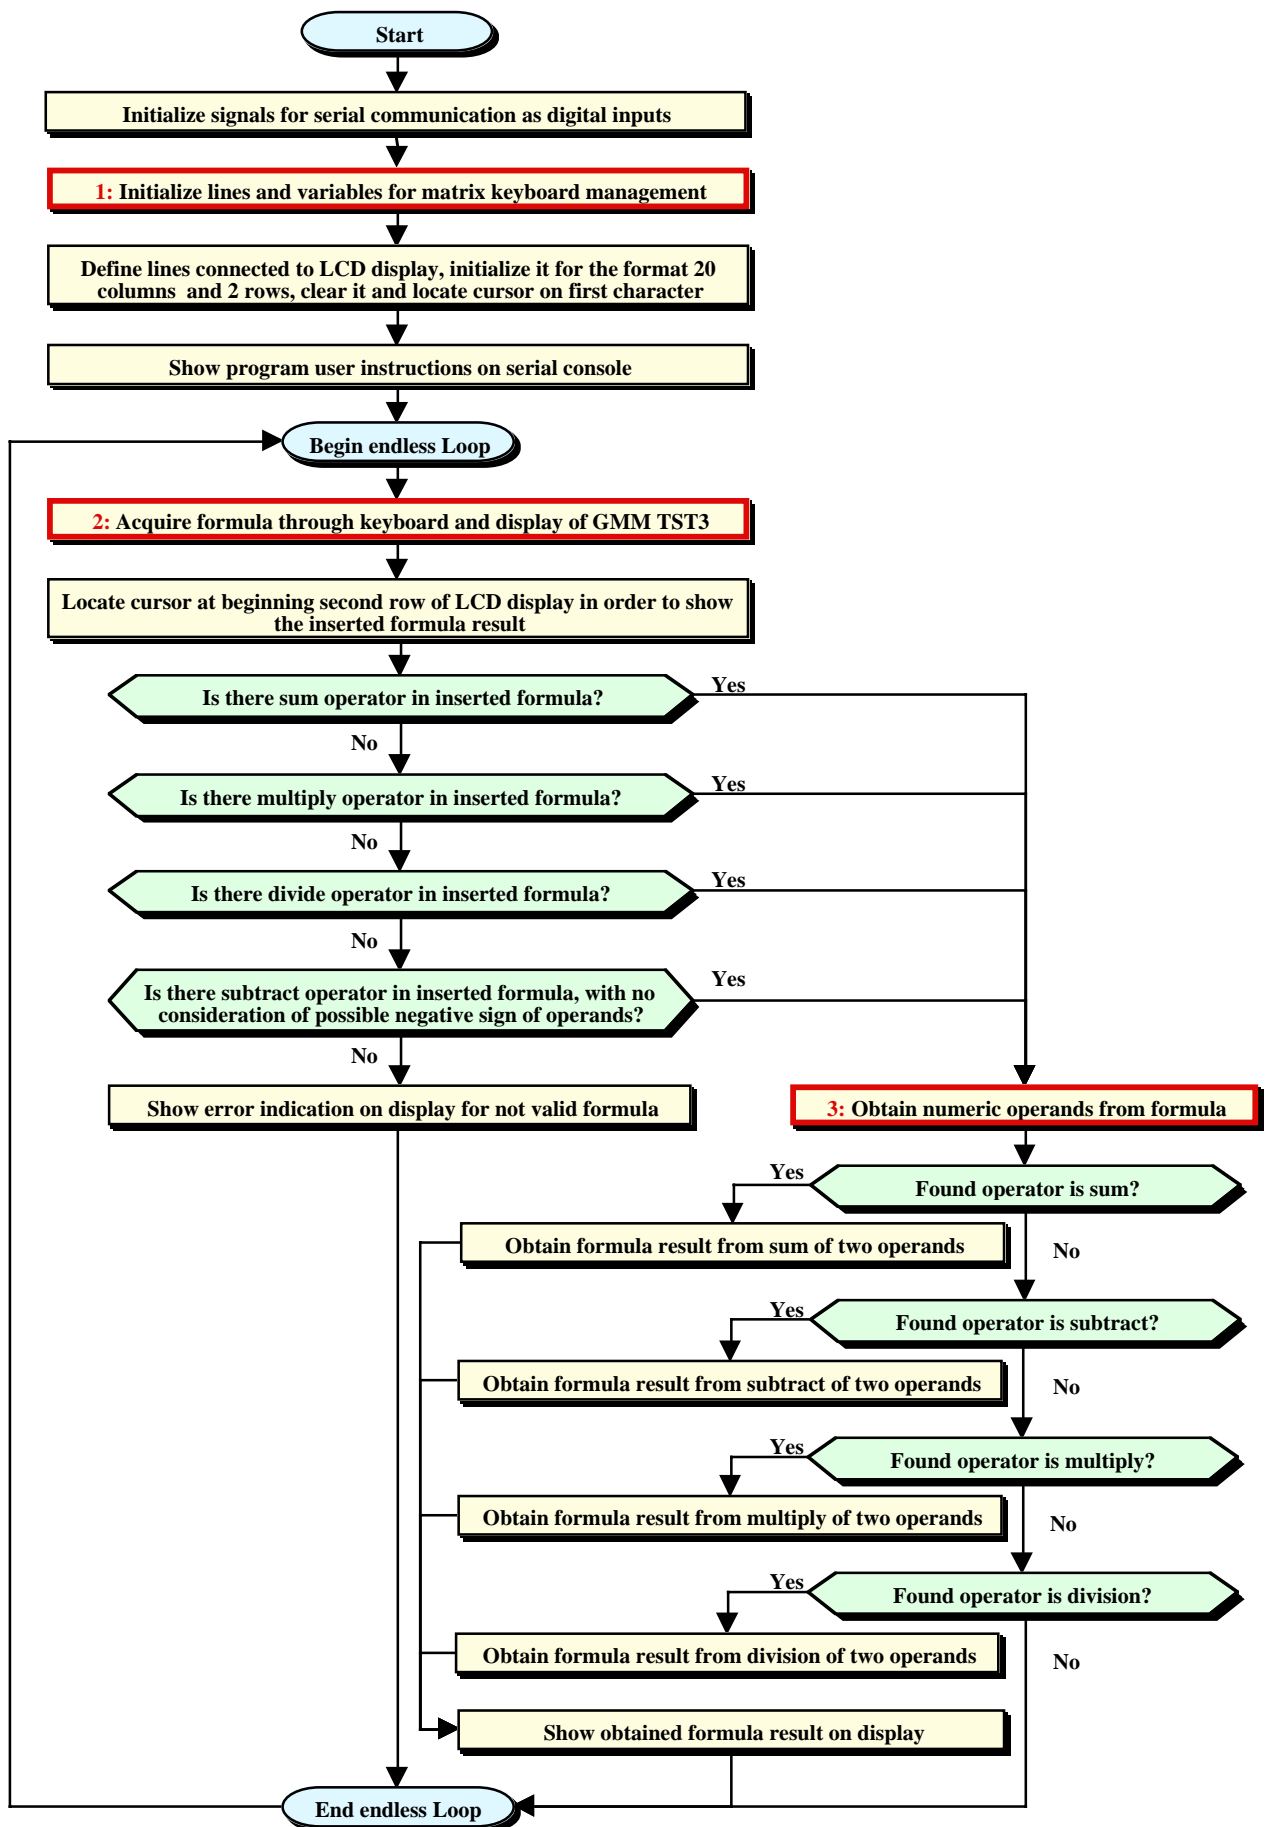 Start
Initialize signals for serial communication as digital inputs
1: Initialize lines and variables for matrix keyboard management
Define lines connected to LCD display, initialize it for the format 20
columns and 2 rows, clear it and locate cursor on first character
Show program user instructions on serial console
Begin endless Loop
2: Acquire formula through keyboard and display of GMM TST3
Locate cursor at beginning second row of LCD display in order to show
the inserted formula result
Is there sum operator in inserted formula?
Yes
No
Is there multiply operator in inserted formula?
Yes
No
Is there divide operator in inserted formula?
Yes
No
Is there subtract operator in inserted formula, with no
consideration of possible negative sign of operands?
Yes
No
Show error indication on display for not valid formula
3: Obtain numeric operands from formula
Yes
Found operator is sum?
Obtain formula result from sum of two operands
No
Yes
Found operator is subtract?
Obtain formula result from subtract of two operands
No
Yes
Found operator is multiply?
Obtain formula result from multiply of two operands
No
Yes
Found operator is division?
Obtain formula result from division of two operands
No
Show obtained formula result on display
End endless Loop